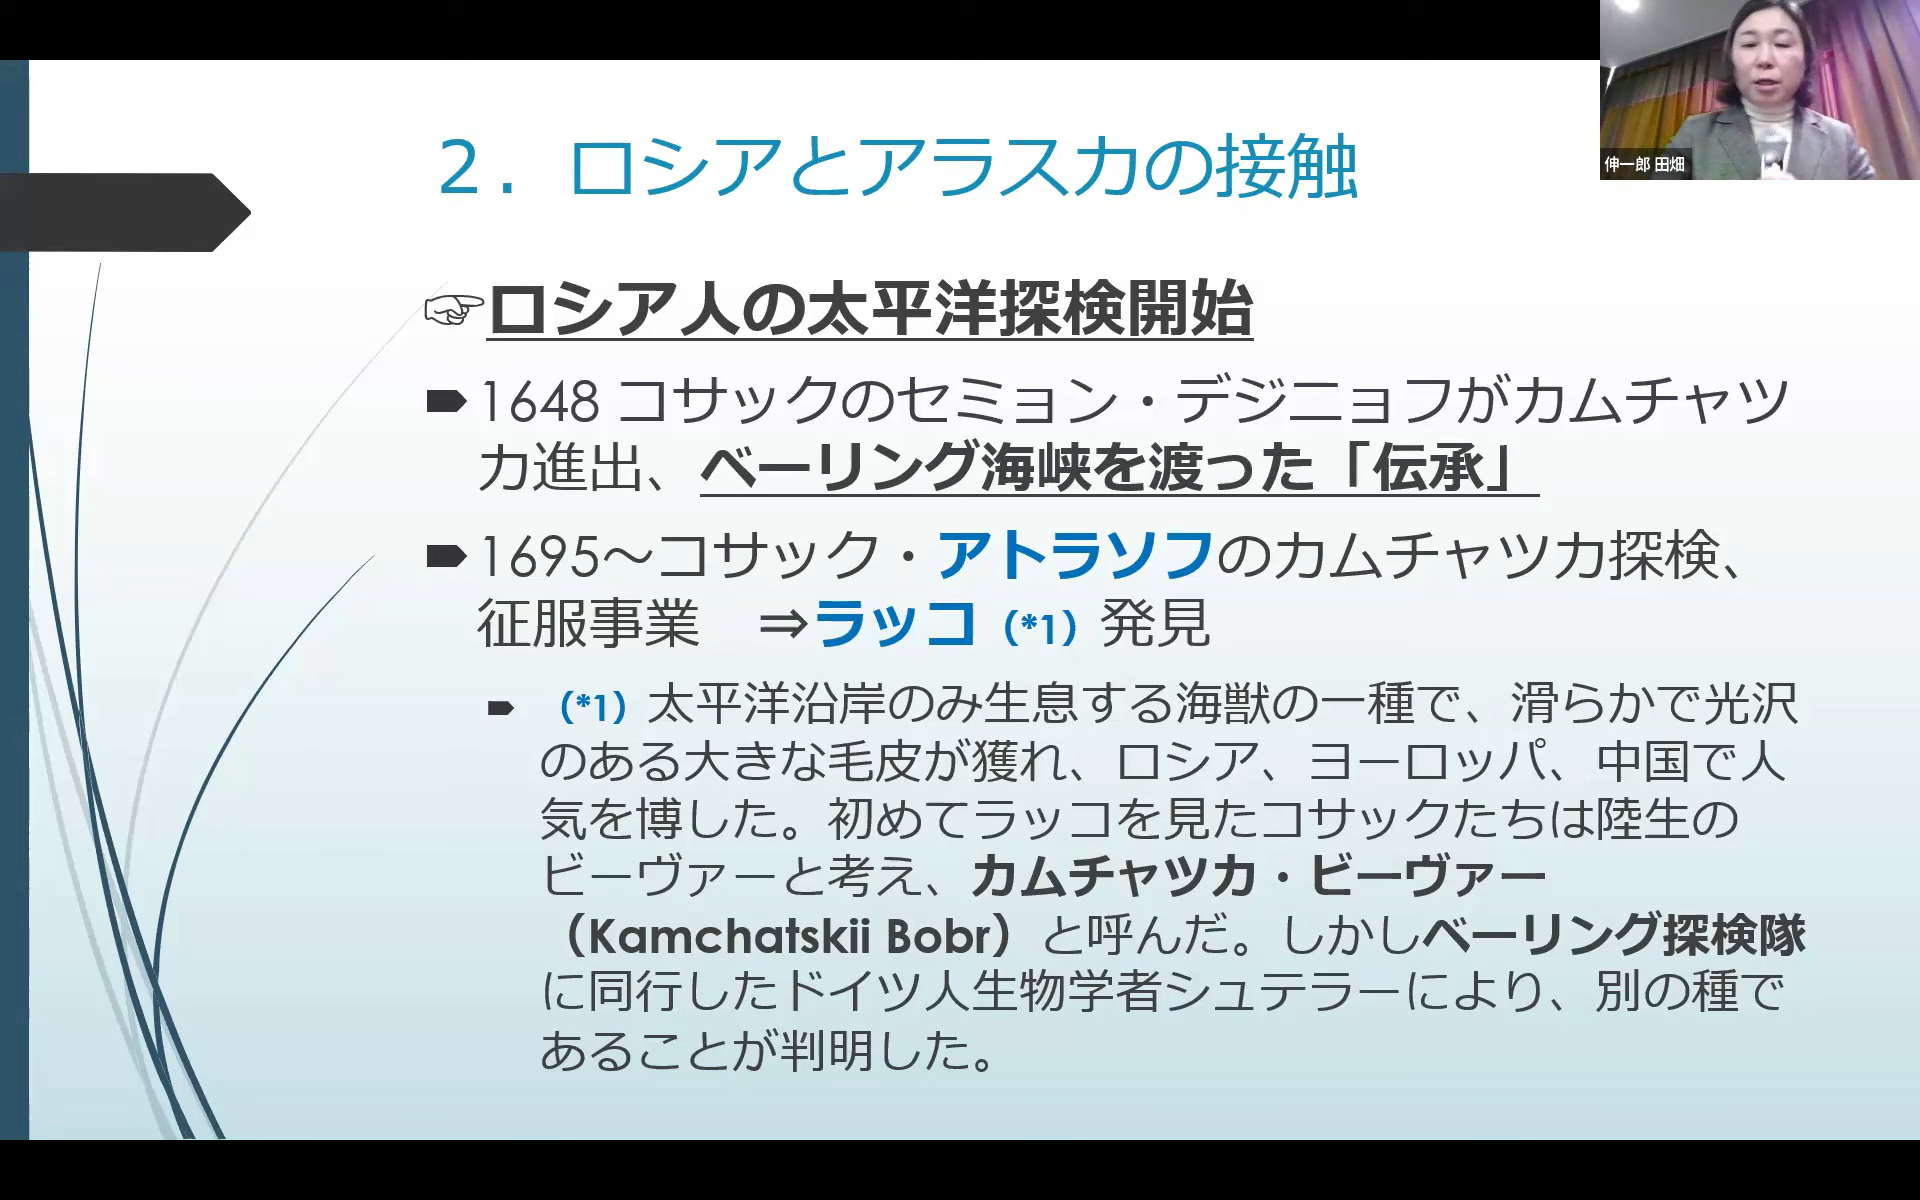 ２．ロシアとアラスカの接触
伸一郎 田畑
☞ロシア人の太平洋探検開始
1648 コサックのセミョン・デジニョフがカムチャツ
カ進出、ベーリング海峡を渡った「伝承」
1695～コサック・アトラソフのカムチャツカ探検、
征服事業　⇒ラッコ（*1）発見
（*1）太平洋沿岸のみ生息する海獣の一種で、滑らかで光沢
のある大きな毛皮が獲れ、ロシア、ヨーロッパ、中国で人
気を博した。初めてラッコを見たコサックたちは陸生の
ビーヴァーと考え、カムチャツカ・ビーヴァー
（Kamchatskii Bobr）と呼んだ。しかしベーリング探検隊
に同行したドイツ人生物学者シュテラーにより、別の種で
あることが判明した。